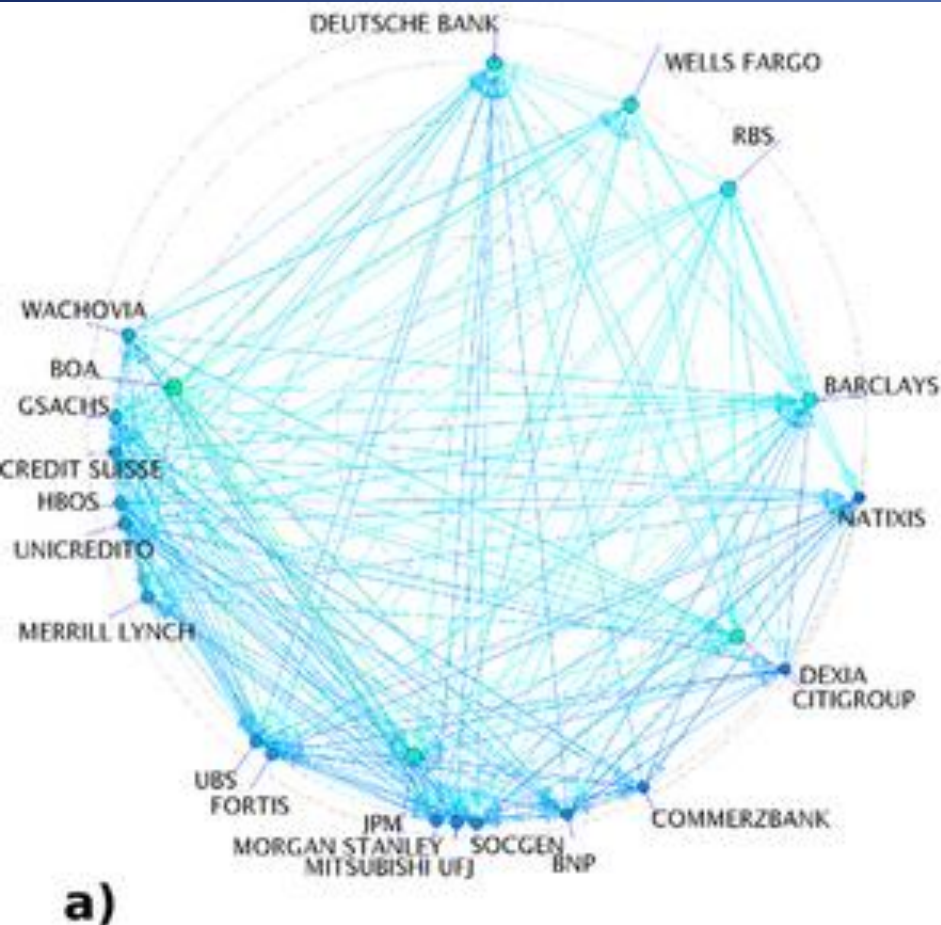 DEUTSCHE BANK
WELLS FARGO
RBS
WACHOVIA
BOA
BARCLAYS
GSACHS
CREDIT SUISSE
HBOS
NATIXIS
UNICREDITO
MERRILL LYNCH
DEXIA
CITIGROUP
UBS
FORTIS
JPM
COMMERZBANK
MORGAN STANLEY
SOCGEN
MITSUBISHI UFJ
BNP
a)